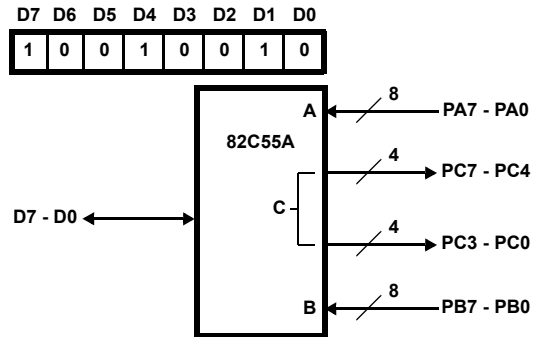 D7 D6 D5 D4 D3 D2 D1 D0
1 0 0 1 0 0 1 0
8
A
PA7 - PA0
82C55A
4
PC7 - PC4
C
D7 - D0
4
PC3 - PC0
8
B
PB7 - PB0